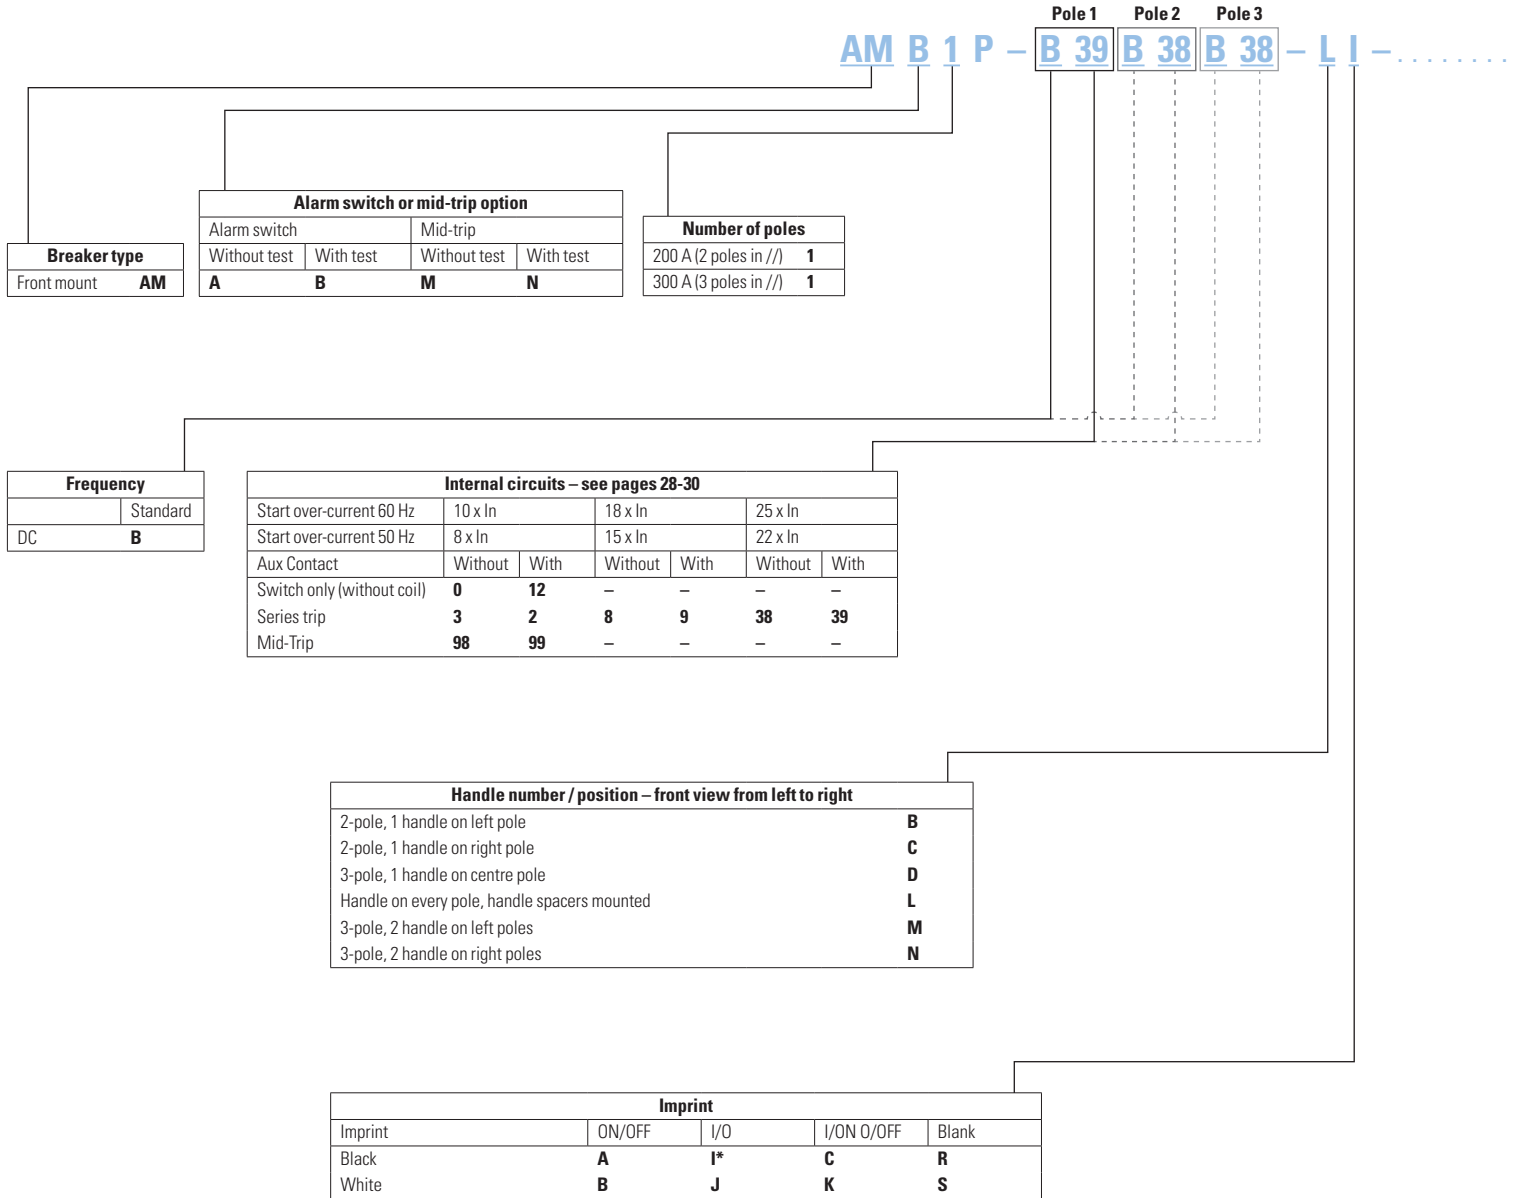 Pole 1 Pole 2 Pole 3
AM B 1 P – B 39 B 38 B 38 – L I – ........
Alarm switch or mid-trip option
Alarm switch Mid-trip
Without test With test Without test With test
A B M N
Number of poles
200 A (2 poles in //) 1
300 A (3 poles in //) 1
Breaker type
Front mount AM
Frequency
Standard
DC B
Internal circuits – see pages 28-30
Start over-current 60 Hz 10 x In 18 x In 25 x In
Start over-current 50 Hz 8 x In 15 x In 22 x In
Aux Contact Without With Without With Without With
Switch only (without coil) 0 12 – – – –
Series trip 3 2 8 9 38 39
Mid-Trip 98 99 – – – –
Handle number / position – front view from left to right
2-pole, 1 handle on left pole B
2-pole, 1 handle on right pole C
3-pole, 1 handle on centre pole D
Handle on every pole, handle spacers mounted L
3-pole, 2 handle on left poles M
3-pole, 2 handle on right poles N
Imprint
Imprint ON/OFF I/O I/ON O/OFF Blank
Black A I* C R
White B J K S